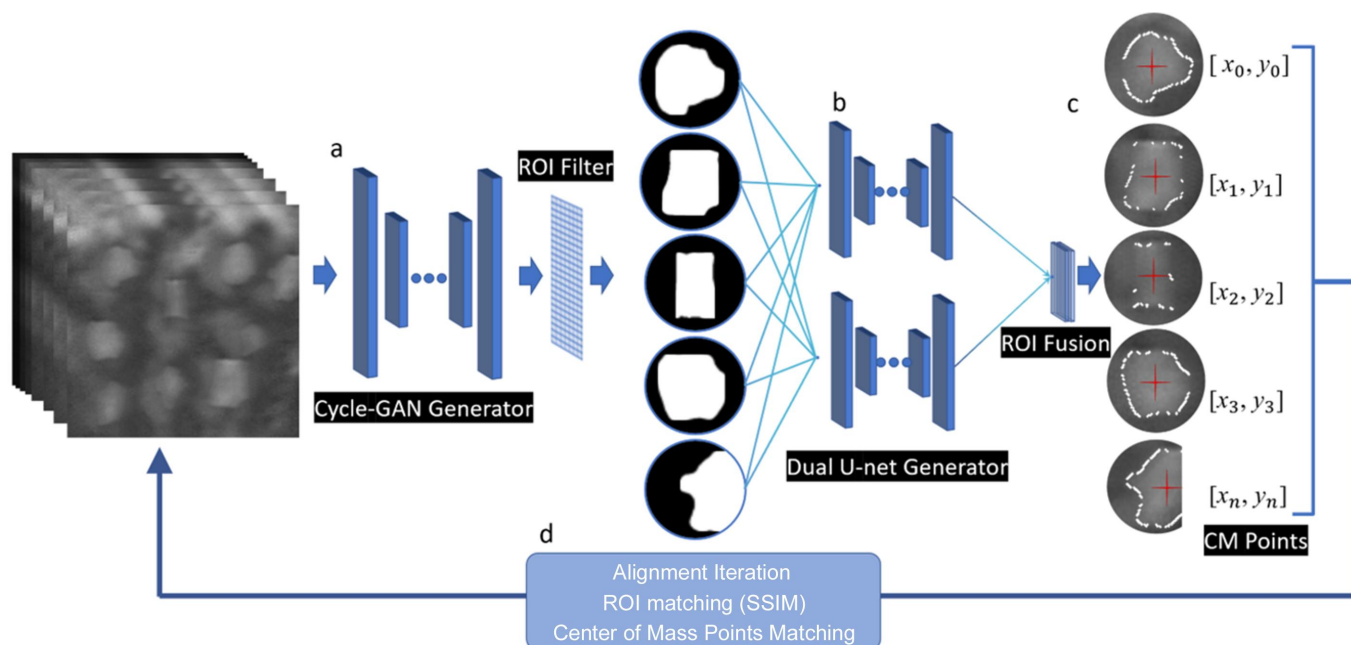 a
Cycle-GAN Generator
ROI Filter
b
Dual U-net Generator
ROI Fusion
c
[ x₀, y₀]
[x₁, y₁]
[x₂, y₂]
[x₃, y₃]
[xₙ, yₙ]
CM Points
d
Alignment Iteration
ROI matching (SSIM)
Center of Mass Points Matching